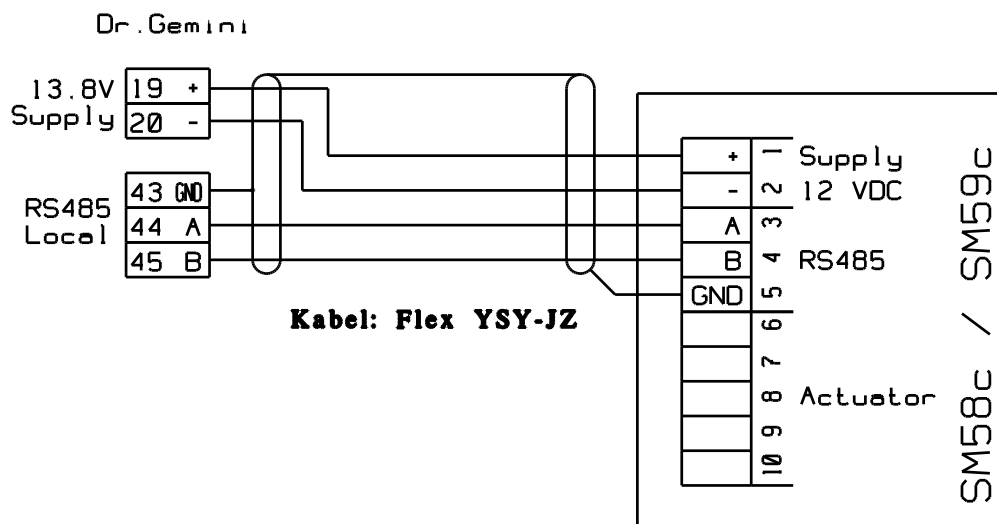 Dr.Gemini
13.8V
Supply
19 +
20 -
RS485
Local
43 GND
44 A
45 B
Kabel: Flex YSY-JZ
+ 1 Supply
- 2 12 VDC
A 3
B 4 RS485
GND 5
6
7
8 Actuator
9
10
SM58c / SM59c